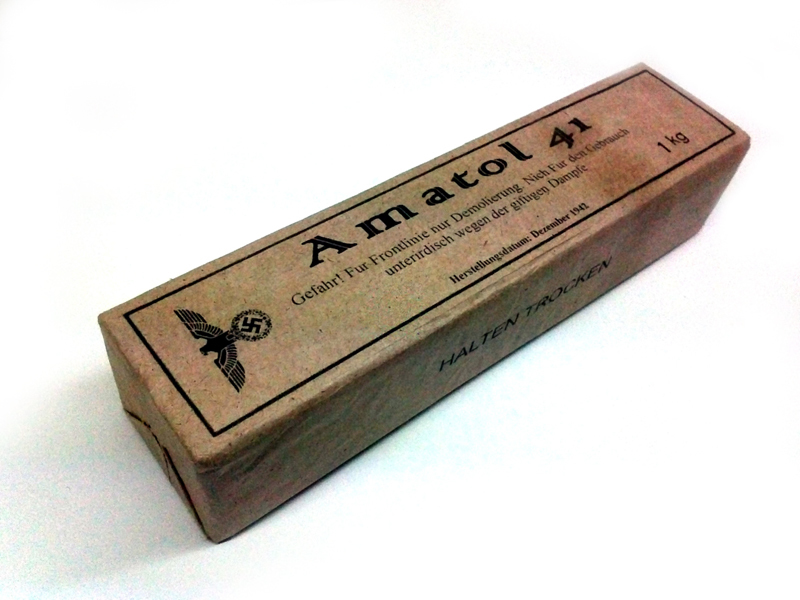 Amatol 41
1 kg
Gefahr! Fur Frontlinie nur Demolierung. Nich Fur den Gebrauch
unterirdisch wegen der giftigen Dampfe
Herstellungsdatum: Dezember 1942
HALTEN TROCKEN